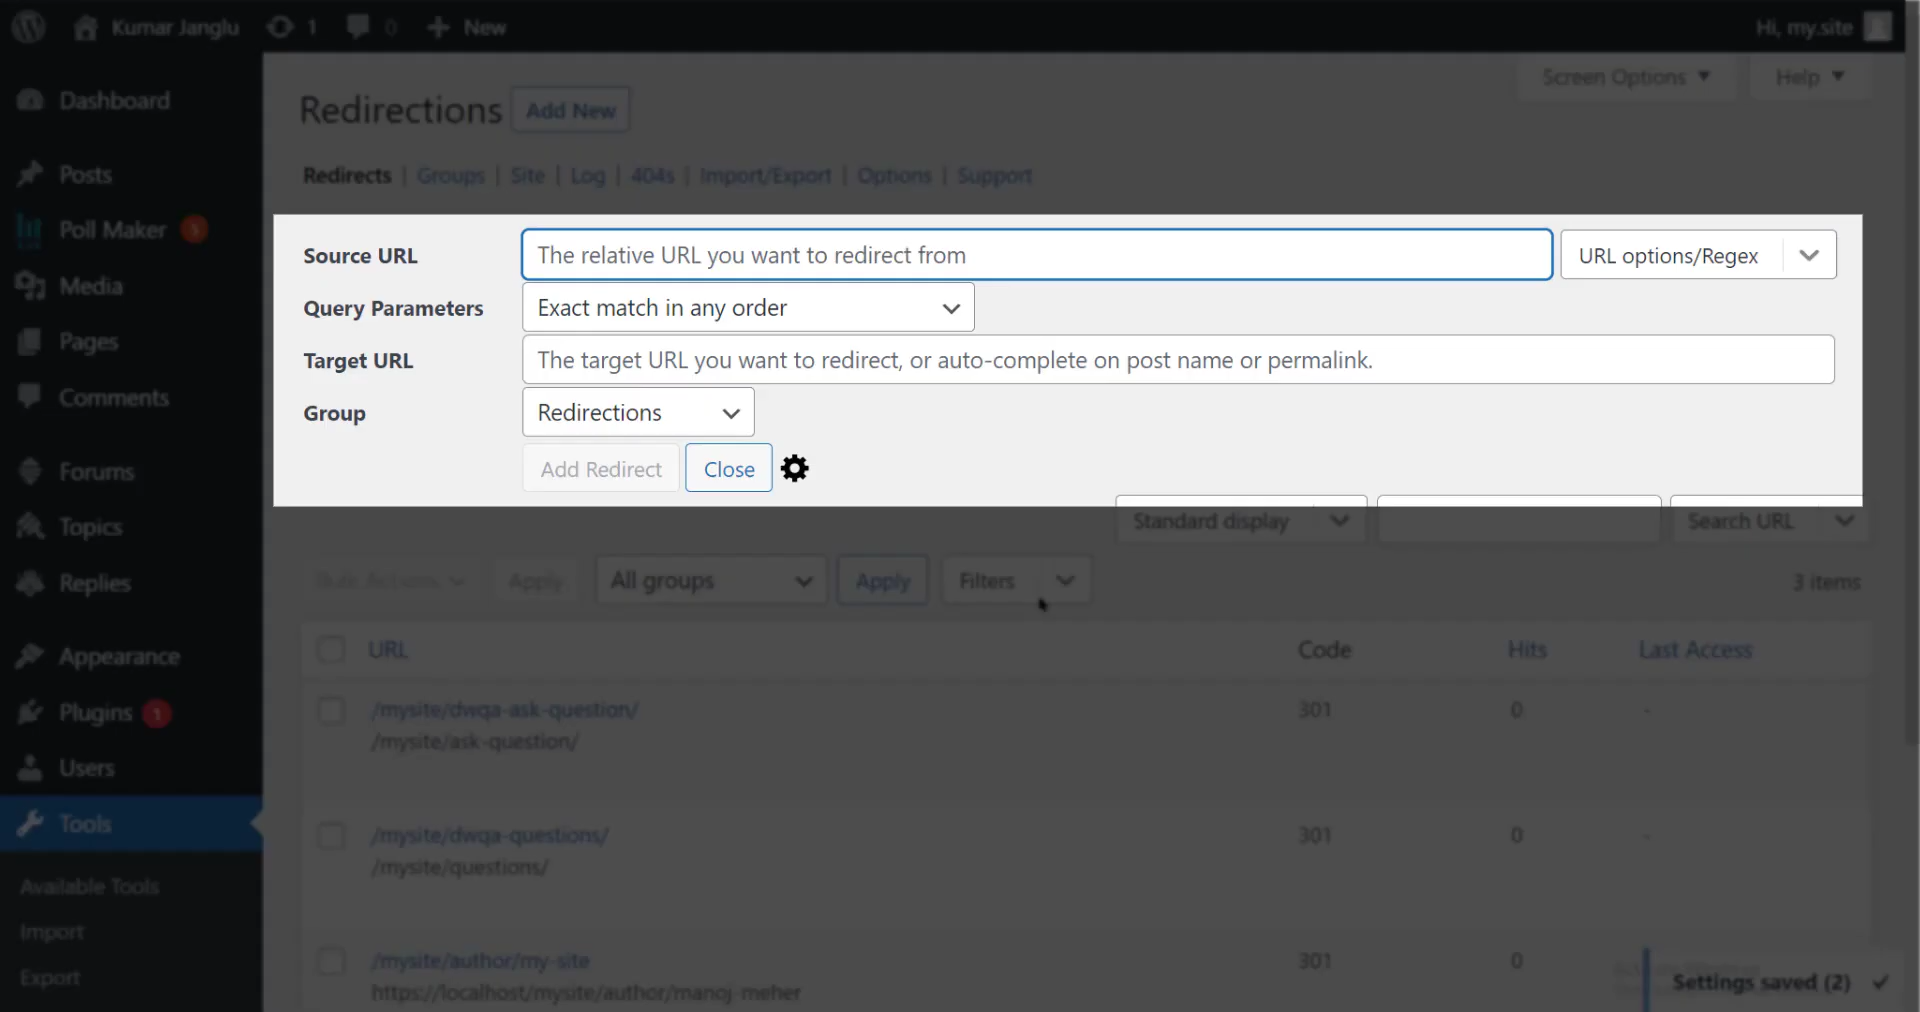 Kumar Janglu 1 0 New Hi, my.site
Screen Options Help
Dashboard
Redirections Add New
Posts
Redirects | Groups | Site | Log | 404s | Import/Export | Options | Support
Poll Maker 5
Source URL The relative URL you want to redirect from URL options/Regex
Media
Query Parameters Exact match in any order
Pages
Target URL The target URL you want to redirect, or auto-complete on post name or permalink.
Comments
Group Redirections
Forums
Add Redirect Close
Topics
Standard display Search URL
Replies
Bulk Actions Apply All groups Apply Filters 3 items
Appearance
URL Code Hits Last Access
Plugins 1
/mysite/dwqa-ask-question/ 301 0 -
/mysite/ask-question/
Users
Tools
/mysite/dwqa-questions/ 301 0 -
/mysite/questions/
Available Tools
Import
/mysite/author/my-site 301 0
Export
https://localhost/mysite/author/manoj-meher
Settings saved (2)